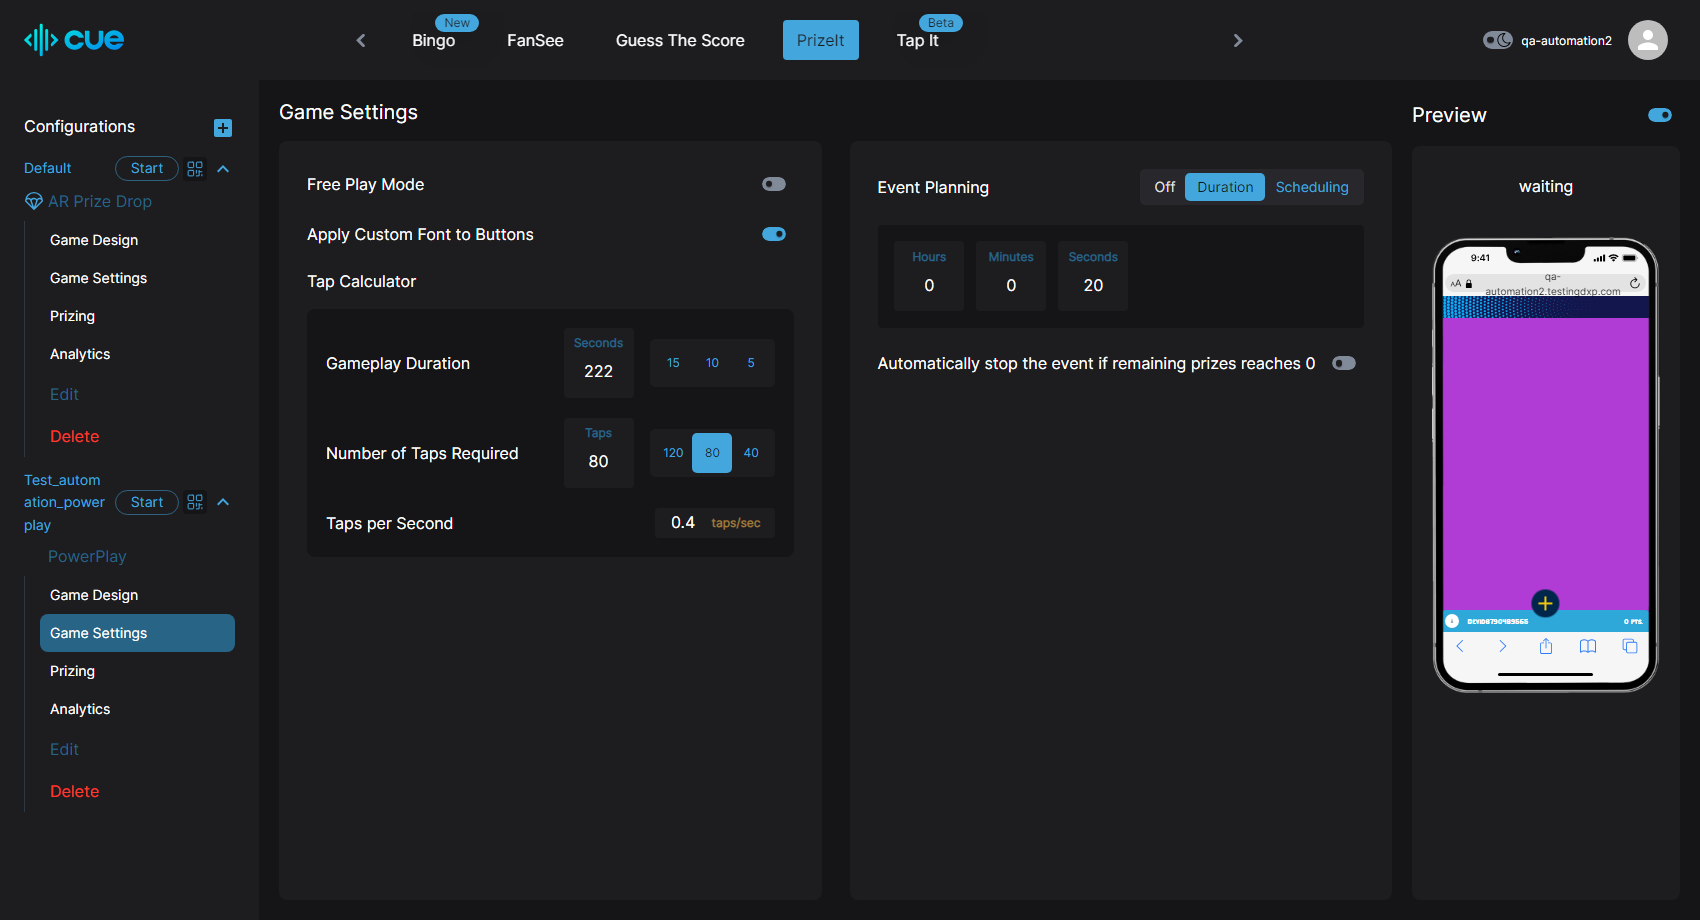 cue
New
Bingo
FanSee
Guess The Score
PrizeIt
Beta
Tap It
qa-automation2
Configurations
Default
Start
AR Prize Drop
Game Design
Game Settings
Prizing
Analytics
Edit
Delete
Test_autom
ation_power
play
Start
PowerPlay
Game Design
Game Settings
Prizing
Analytics
Edit
Delete
Game Settings
Free Play Mode
Apply Custom Font to Buttons
Tap Calculator
Gameplay Duration
Seconds
222
15 10 5
Number of Taps Required
Taps
80
120 80 40
Taps per Second
0.4 taps/sec
Event Planning
Off Duration Scheduling
Hours
0
Minutes
0
Seconds
20
Automatically stop the event if remaining prizes reaches 0
Preview
waiting
9:41
AA
qa-
automation2.testingdxp.com
0 PTS.